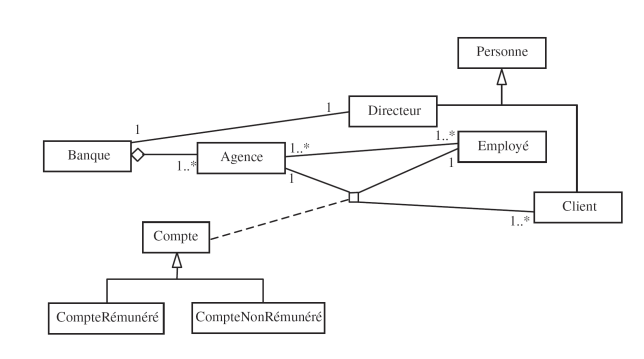 Personne
Directeur
1
1
1..*
1..*
Employé
Banque
1..*
Agence
1
1
Client
1..*
Compte
CompteRémunéré
CompteNonRémunéré